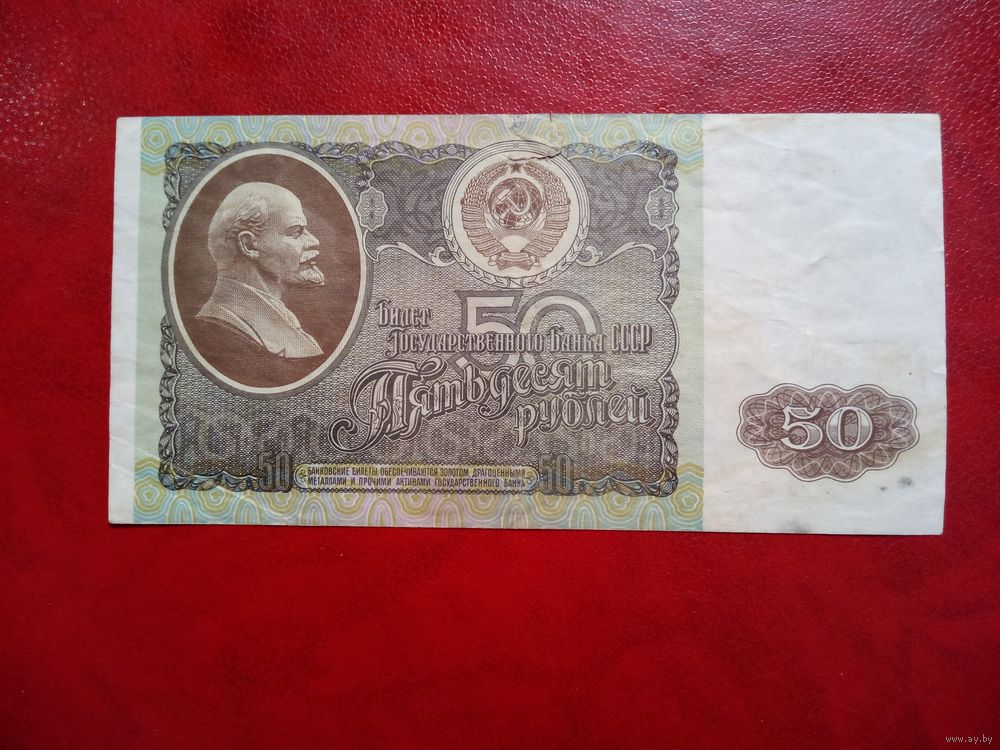 Билет
Государственного Банка СССР
50
Пятьдесят
рублей
50
50 БАНКОВСКИЕ БИЛЕТЫ ОБЕСПЕЧИВАЮТСЯ ЗОЛОТОМ, ДРАГОЦЕННЫМИ 50
МЕТАЛЛАМИ И ПРОЧИМИ АКТИВАМИ ГОСУДАРСТВЕННОГО БАНКА
www.ay.by